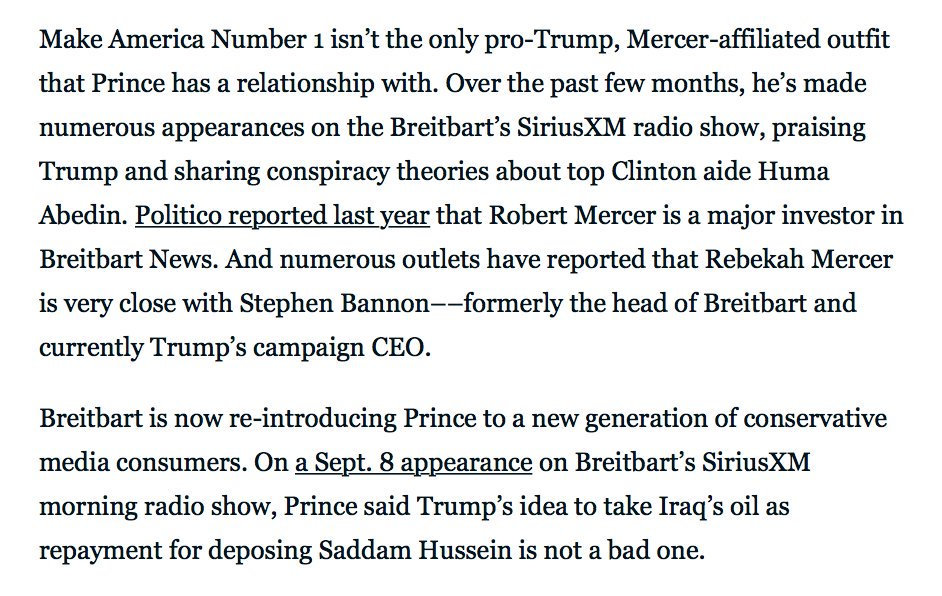 Make America Number 1 isn’t the only pro-Trump, Mercer-affiliated outfit
that Prince has a relationship with. Over the past few months, he’s made
numerous appearances on the Breitbart’s SiriusXM radio show, praising
Trump and sharing conspiracy theories about top Clinton aide Huma
Abedin. Politico reported last year that Robert Mercer is a major investor in
Breitbart News. And numerous outlets have reported that Rebekah Mercer
is very close with Stephen Bannon––formerly the head of Breitbart and
currently Trump’s campaign CEO.
Breitbart is now re-introducing Prince to a new generation of conservative
media consumers. On a Sept. 8 appearance on Breitbart’s SiriusXM
morning radio show, Prince said Trump’s idea to take Iraq’s oil as
repayment for deposing Saddam Hussein is not a bad one.